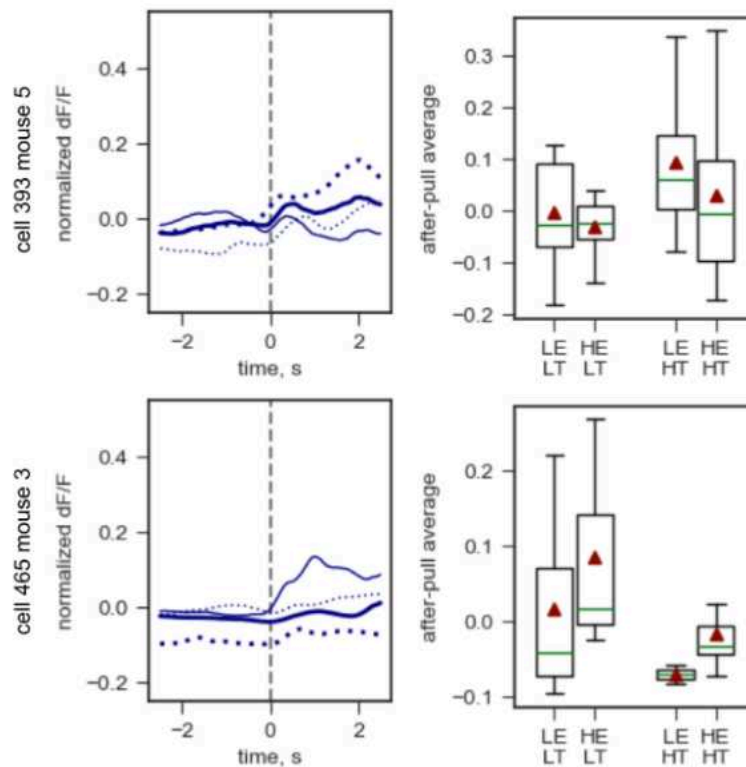 cell 393 mouse 5
normalized dF/F
0.4
0.2
0.0
−0.2
−2
0
2
time, s
after-pull average
0.3
0.2
0.1
0.0
−0.1
−0.2
LE
LT
HE
LT
LE
HT
HE
HT
cell 465 mouse 3
normalized dF/F
0.4
0.2
0.0
−0.2
−2
0
2
time, s
after-pull average
0.2
0.1
0.0
−0.1
LE
LT
HE
LT
LE
HT
HE
HT